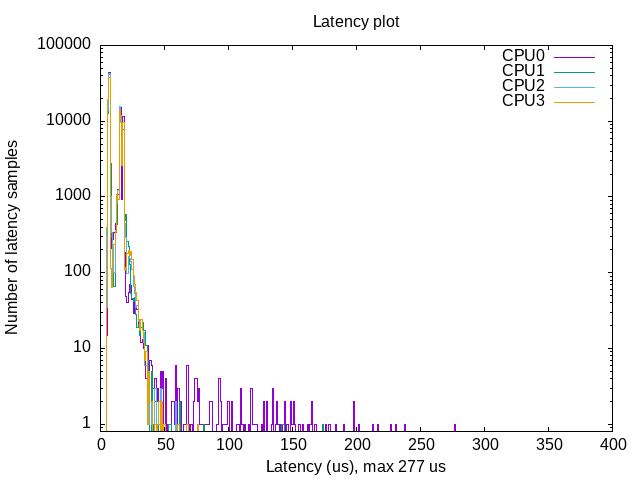 Latency plot
Number of latency samples
100000
10000
1000
100
10
1
CPU0
CPU1
CPU2
CPU3
0 50 100 150 200 250 300 350 400
Latency (us), max 277 us